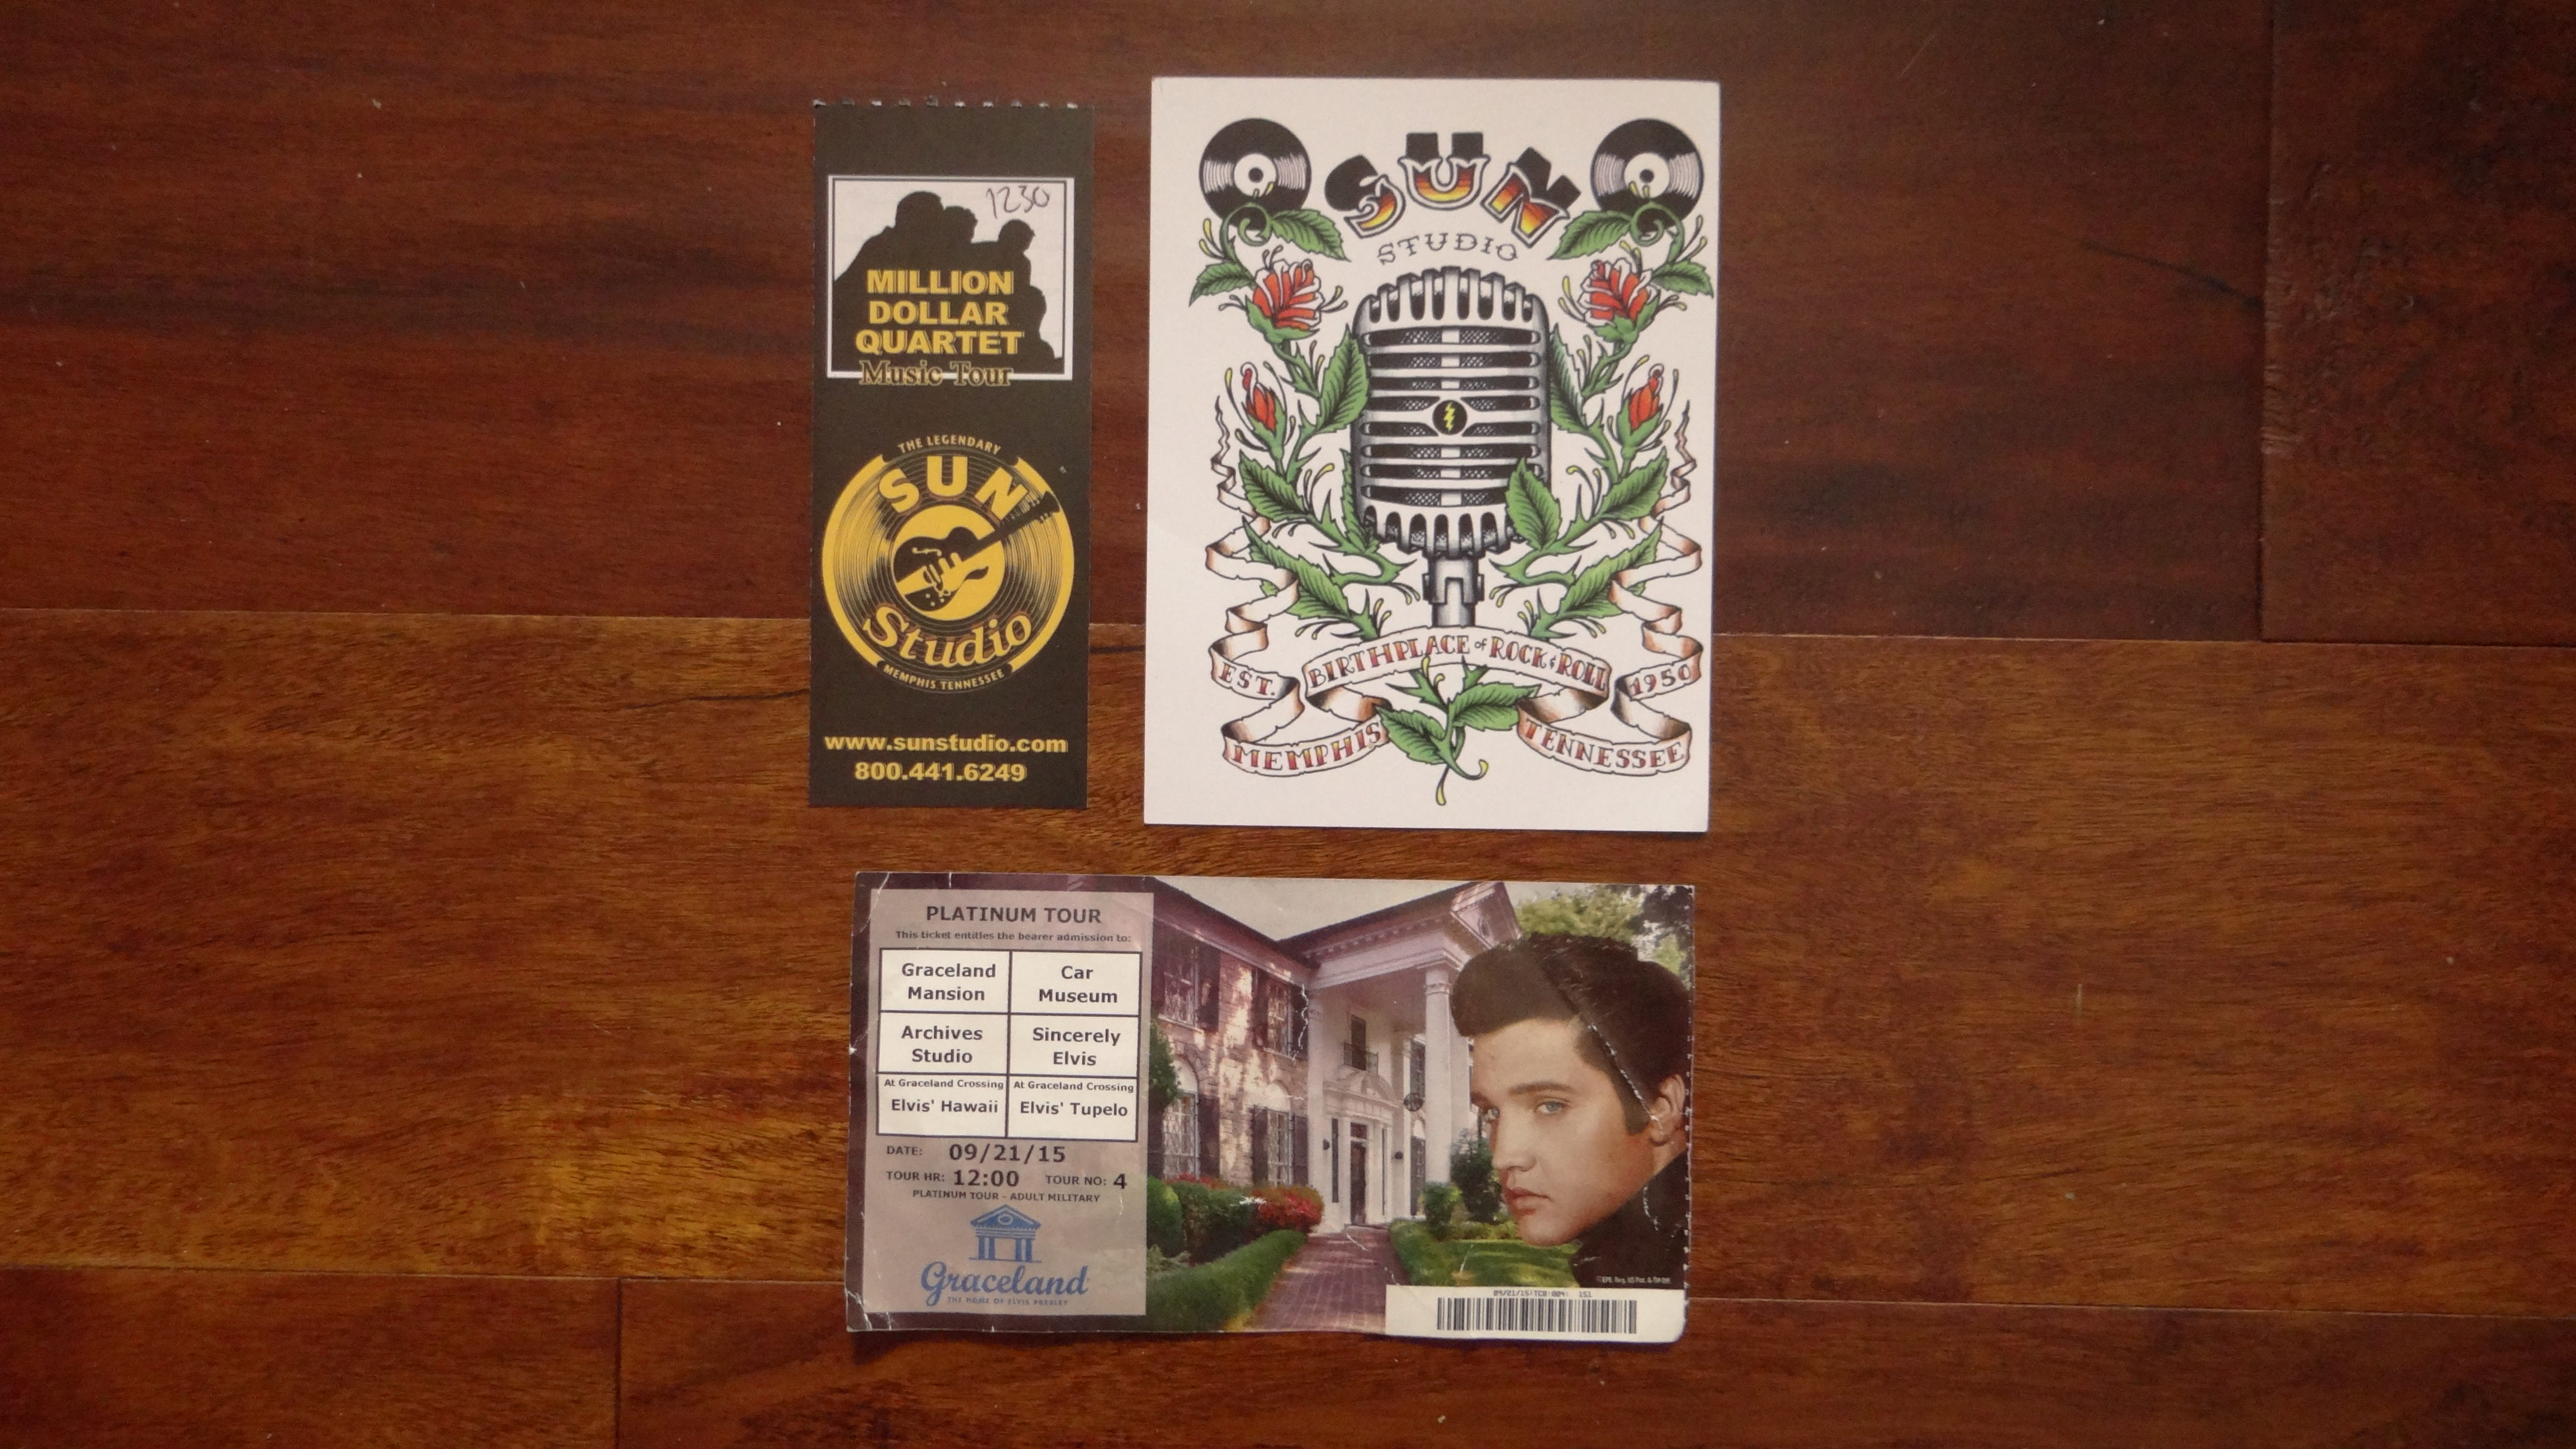 1230
MILLION
DOLLAR
QUARTET
Music Tour
THE LEGENDARY
SUN
Studio
MEMPHIS TENNESSEE
www.sunstudio.com
800.441.6249
SUN
STUDIO
BIRTHPLACE of ROCK & ROLL
EST. 1950
MEMPHIS TENNESSEE
PLATINUM TOUR
This ticket entitles the bearer admission to:
Graceland
Mansion
Car
Museum
Archives
Studio
Sincerely
Elvis
At Graceland Crossing
Elvis' Hawaii
At Graceland Crossing
Elvis' Tupelo
DATE: 09/21/15
TOUR HR: 12:00 TOUR NO: 4
PLATINUM TOUR - ADULT MILITARY
Graceland
THE HOME OF ELVIS PRESLEY